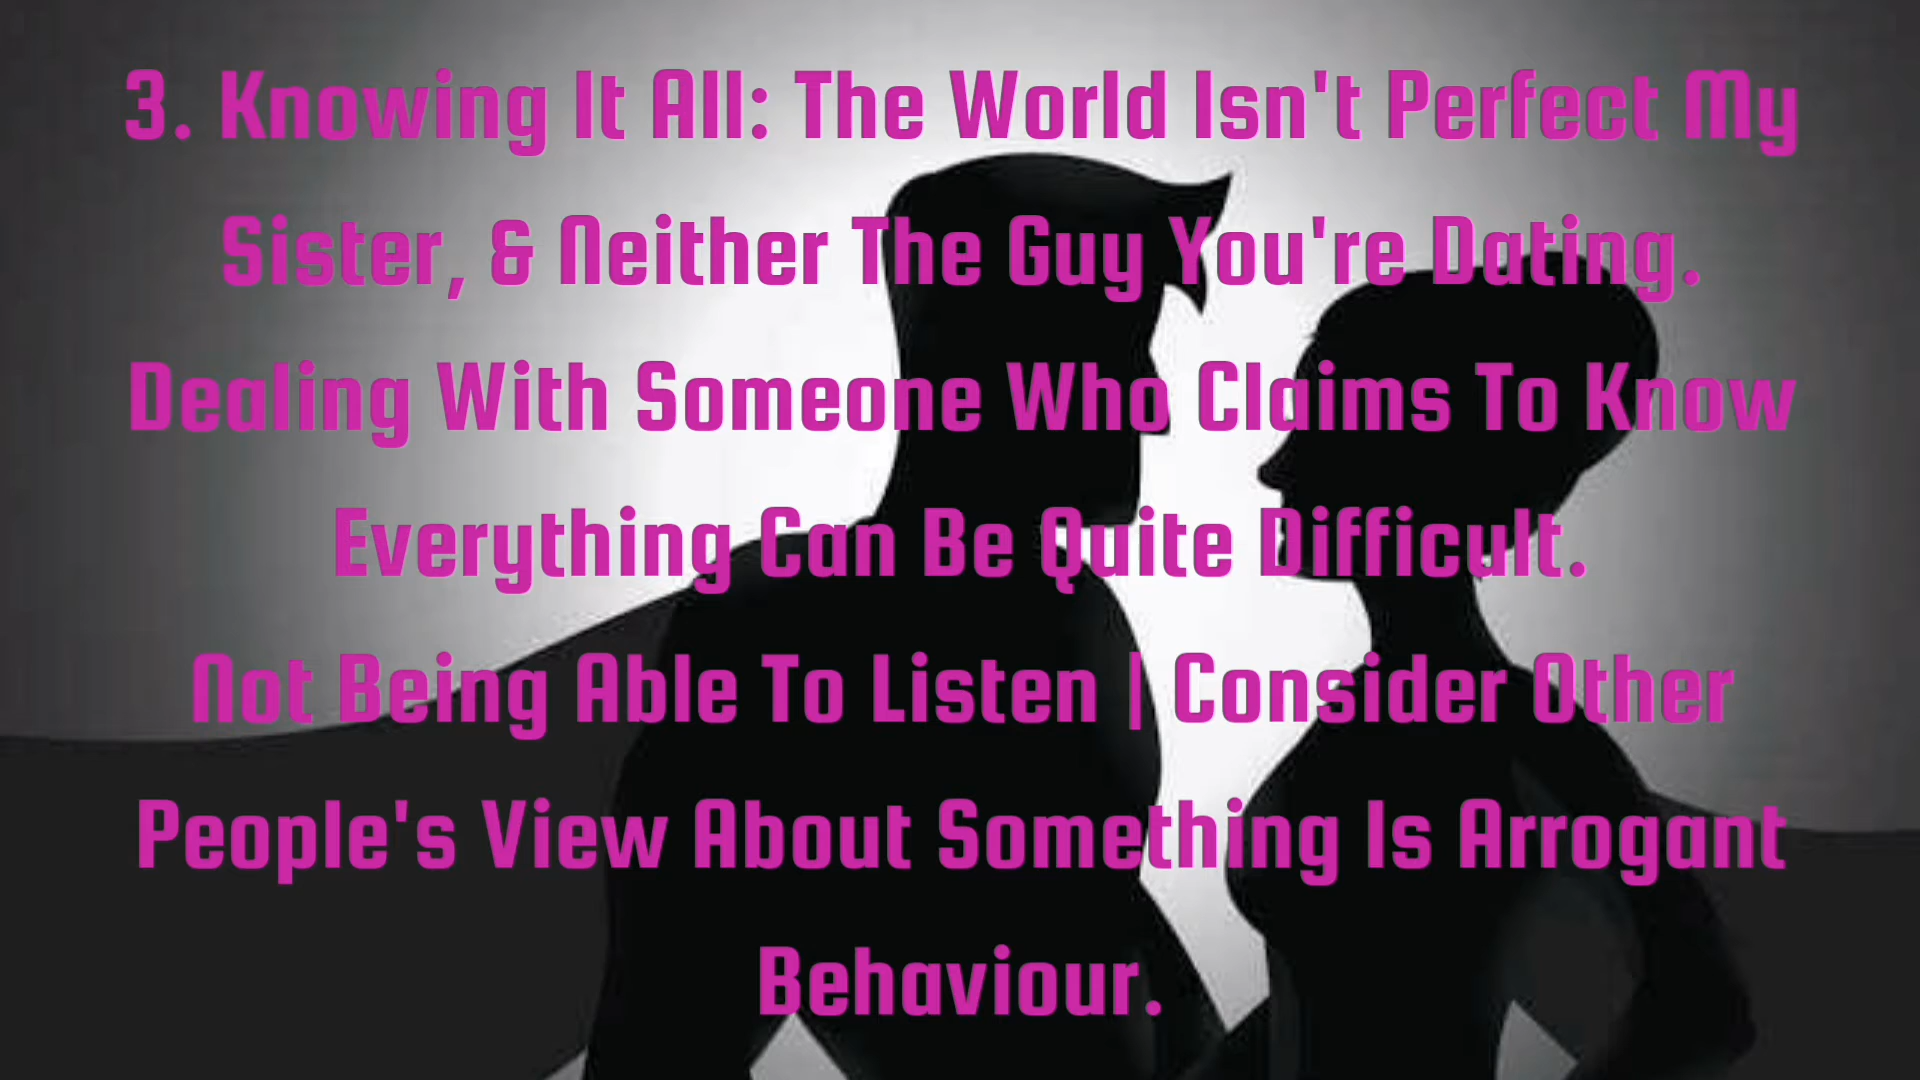 3. Knowing It All: The World Isn't Perfect My
Sister, & Neither The Guy You're Dating.
Dealing With Someone Who Claims To Know
Everything Can Be Quite Difficult.
Not Being Able To Listen | Consider Other
People's View About Something Is Arrogant
Behaviour.